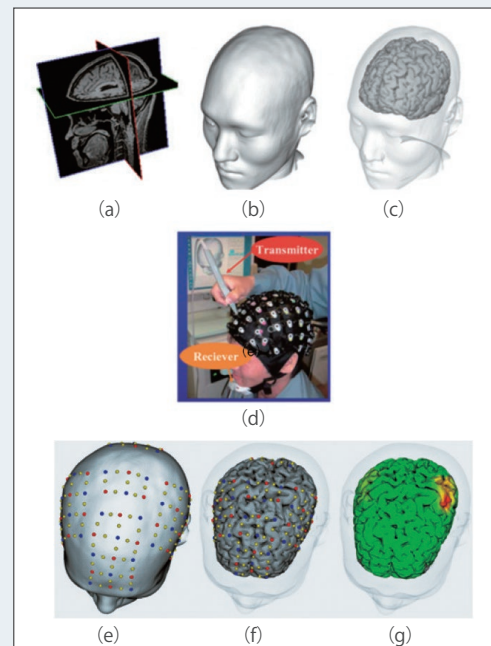 (a) (b) (c)
Transmitter
Reciever
(e)
(d)
(e) (f) (g)